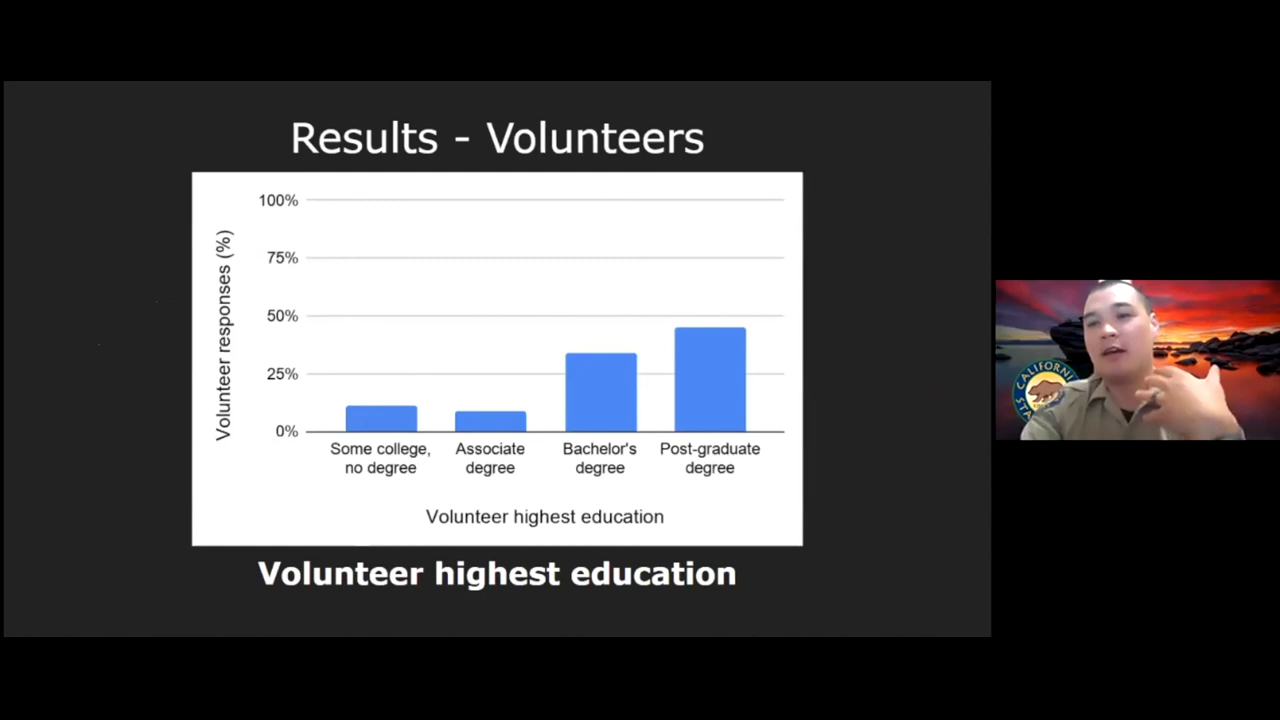 Results - Volunteers
100%
75%
50%
25%
0%
Volunteer responses (%)
Some college,
no degree
Associate
degree
Bachelor's
degree
Post-graduate
degree
Volunteer highest education
Volunteer highest education